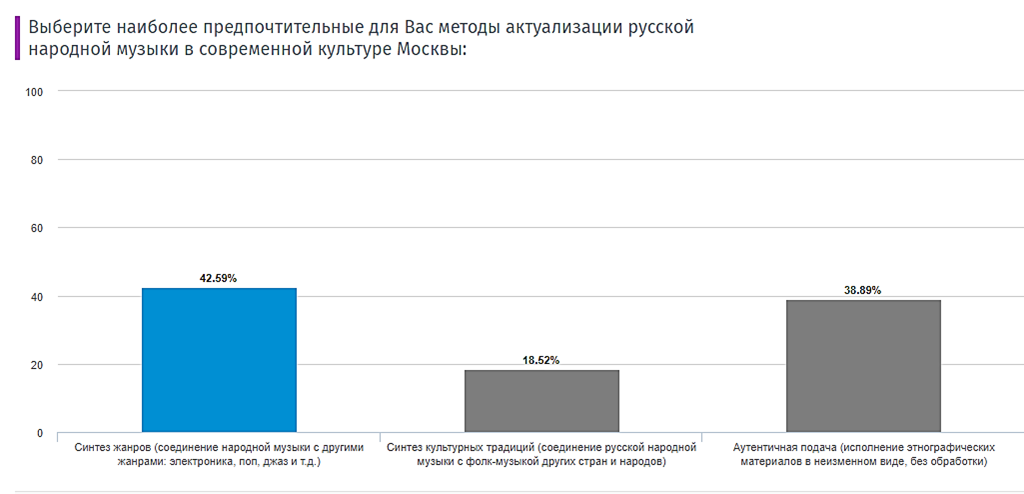 Выберите наиболее предпочтительные для Вас методы актуализации русской
народной музыки в современной культуре Москвы:
100
80
60
40
20
0
42.59%
18.52%
38.89%
Синтез жанров (соединение народной музыки с другими
жанрами: электроника, поп, джаз и т.д.)
Синтез культурных традиций (соединение русской народной
музыки с фолк-музыкой других стран и народов)
Аутентичная подача (исполнение этнографических
материалов в неизменном виде, без обработки)